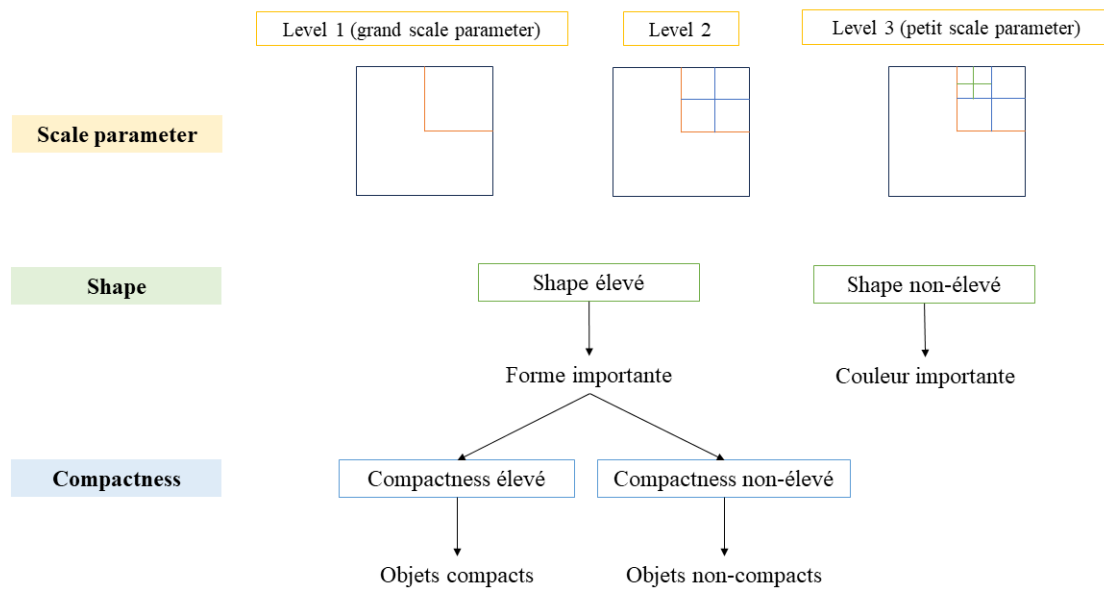 Level 1 (grand scale parameter)
Level 2
Level 3 (petit scale parameter)
Scale parameter
Shape
Shape élevé
Shape non-élevé
Forme importante
Couleur importante
Compactness
Compactness élevé
Compactness non-élevé
Objets compacts
Objets non-compacts